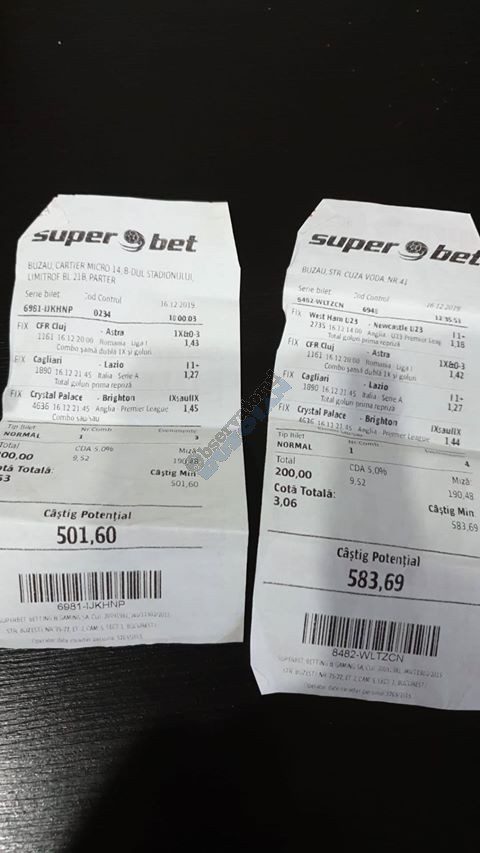 super bet
BUZAU, CARTIER MICRO 14, B-DUL STADIONULUI,
LIMITROF BL 21B, PARTER
Serie bilet Cod Control 16.12.2019
6981-IJKHNP 0234
FIX CFR Cluj - Astra 1X&0-3
1161 16.12 20:00 Romania Liga I 1,43
Combo şansă dublă 1X şi goluri
FIX Cagliari - Lazio I 1+
1890 16.12 21:45 Italia Serie A 1,27
Total goluri prima repriză
FIX Crystal Palace - Brighton IXsauIX
4636 16.12 21:45 Anglia Premier League 1,45
Combo sau/sau
Tip Bilet Nr.Comb. Evenimente
NORMAL 1 3
Total CDA 5,0% Miză:
200,00 9,52 190,48
Cotă Totală: Câştig Min
501,60
Câştig Potenţial
501,60
6981-IJKHNP
super bet
BUZAU, STR. CUZA VODA, NR 41
Serie bilet Cod Control 16.12.2019
8482-WLTZCN
FIX West Ham U23 - Newcastle U23 I 1+
2735 16.12 14:00 Anglia - U23 Premier Leag 1,18
Total goluri prima repriză
FIX CFR Cluj - Astra 1X&0-3
1161 16.12 20:00 Romania Liga I 1,42
Combo şansă dublă 1X şi goluri
FIX Cagliari - Lazio I 1+
1890 16.12 21:45 Italia Serie A 1,27
Total goluri prima repriză
FIX Crystal Palace - Brighton IXsauIX
4636 16.12 21:45 Anglia Premier League 1,44
Combo sau/sau
Tip Bilet Nr.Comb. Evenimente
NORMAL 1 4
Total CDA 5,0% Miză:
200,00 9,52 190,48
Cotă Totală: Câştig Min
3,06 583,69
Câştig Potenţial
583,69
8482-WLTZCN